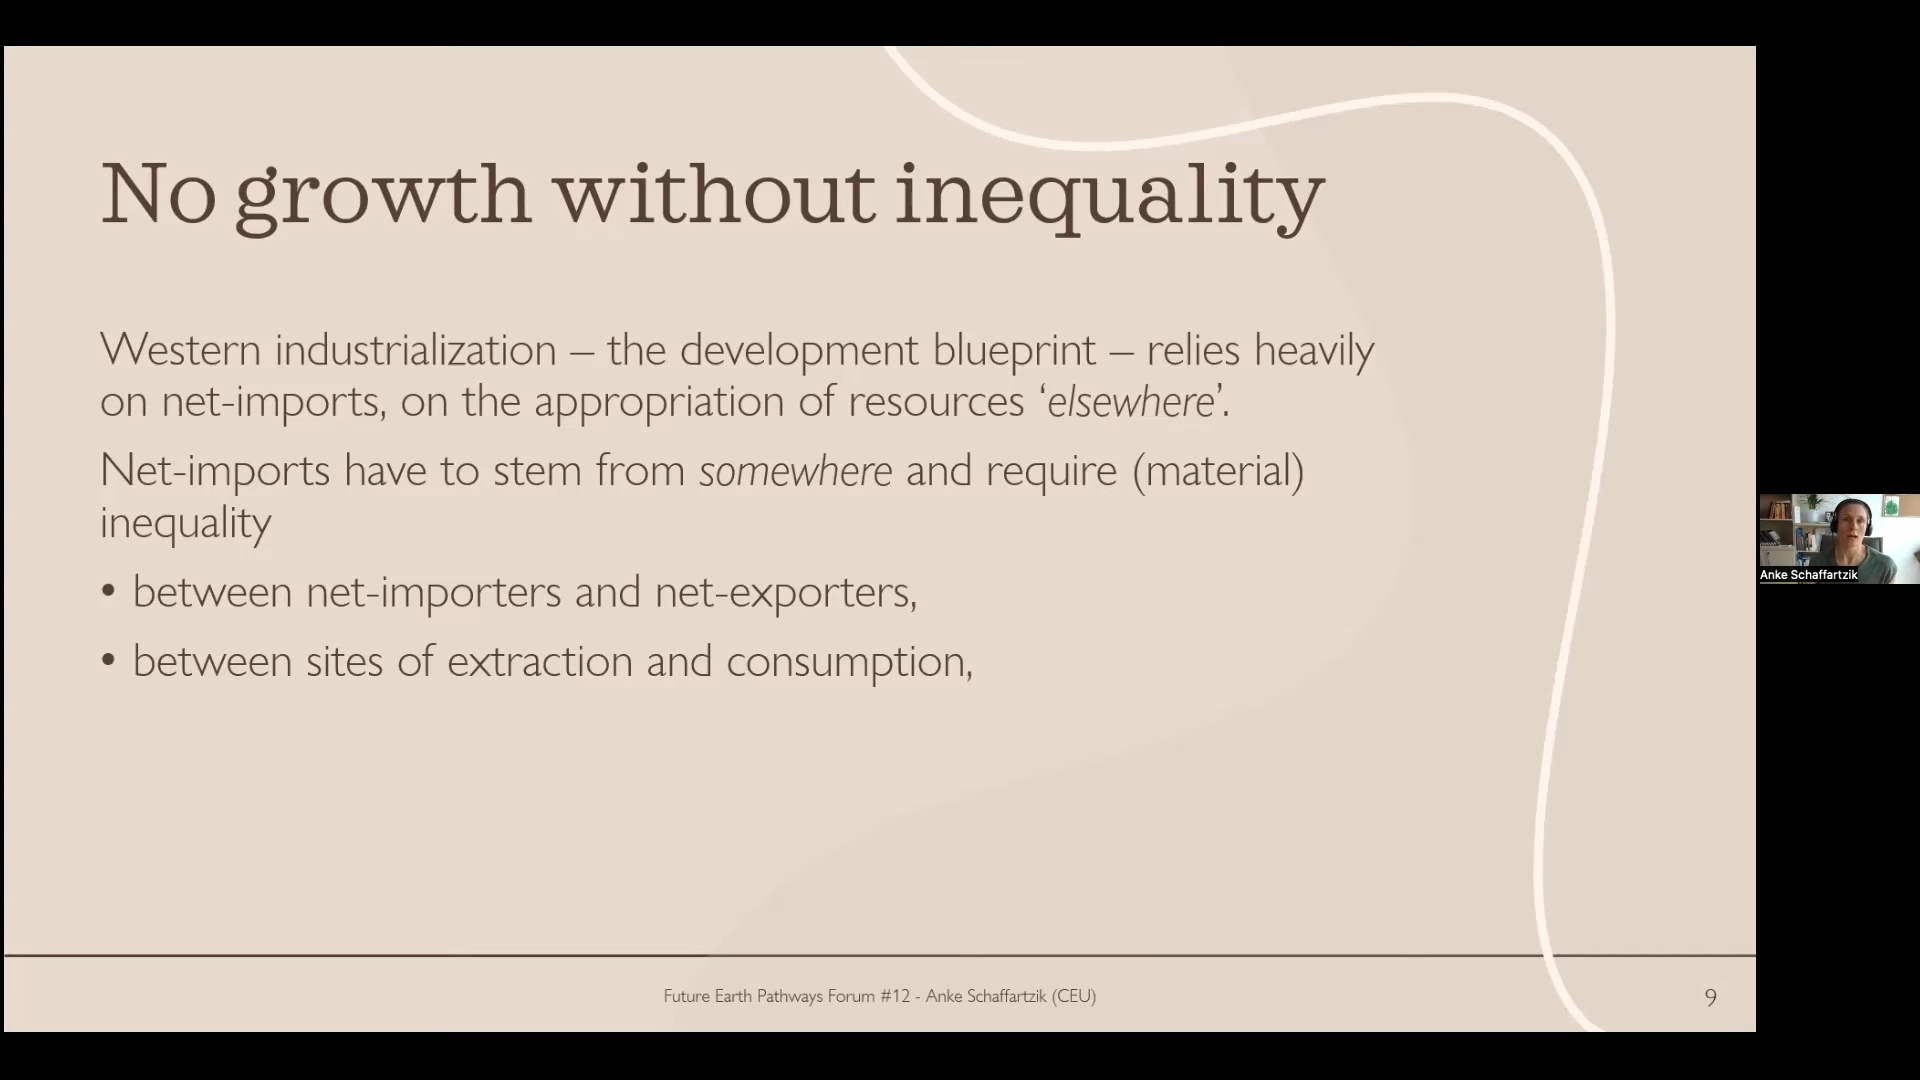 No growth without inequality
Western industrialization – the development blueprint – relies heavily
on net-imports, on the appropriation of resources ‘elsewhere’.
Net-imports have to stem from somewhere and require (material)
inequality
• between net-importers and net-exporters,
• between sites of extraction and consumption,
Anke Schaffartzik
Future Earth Pathways Forum #12 - Anke Schaffartzik (CEU)
9